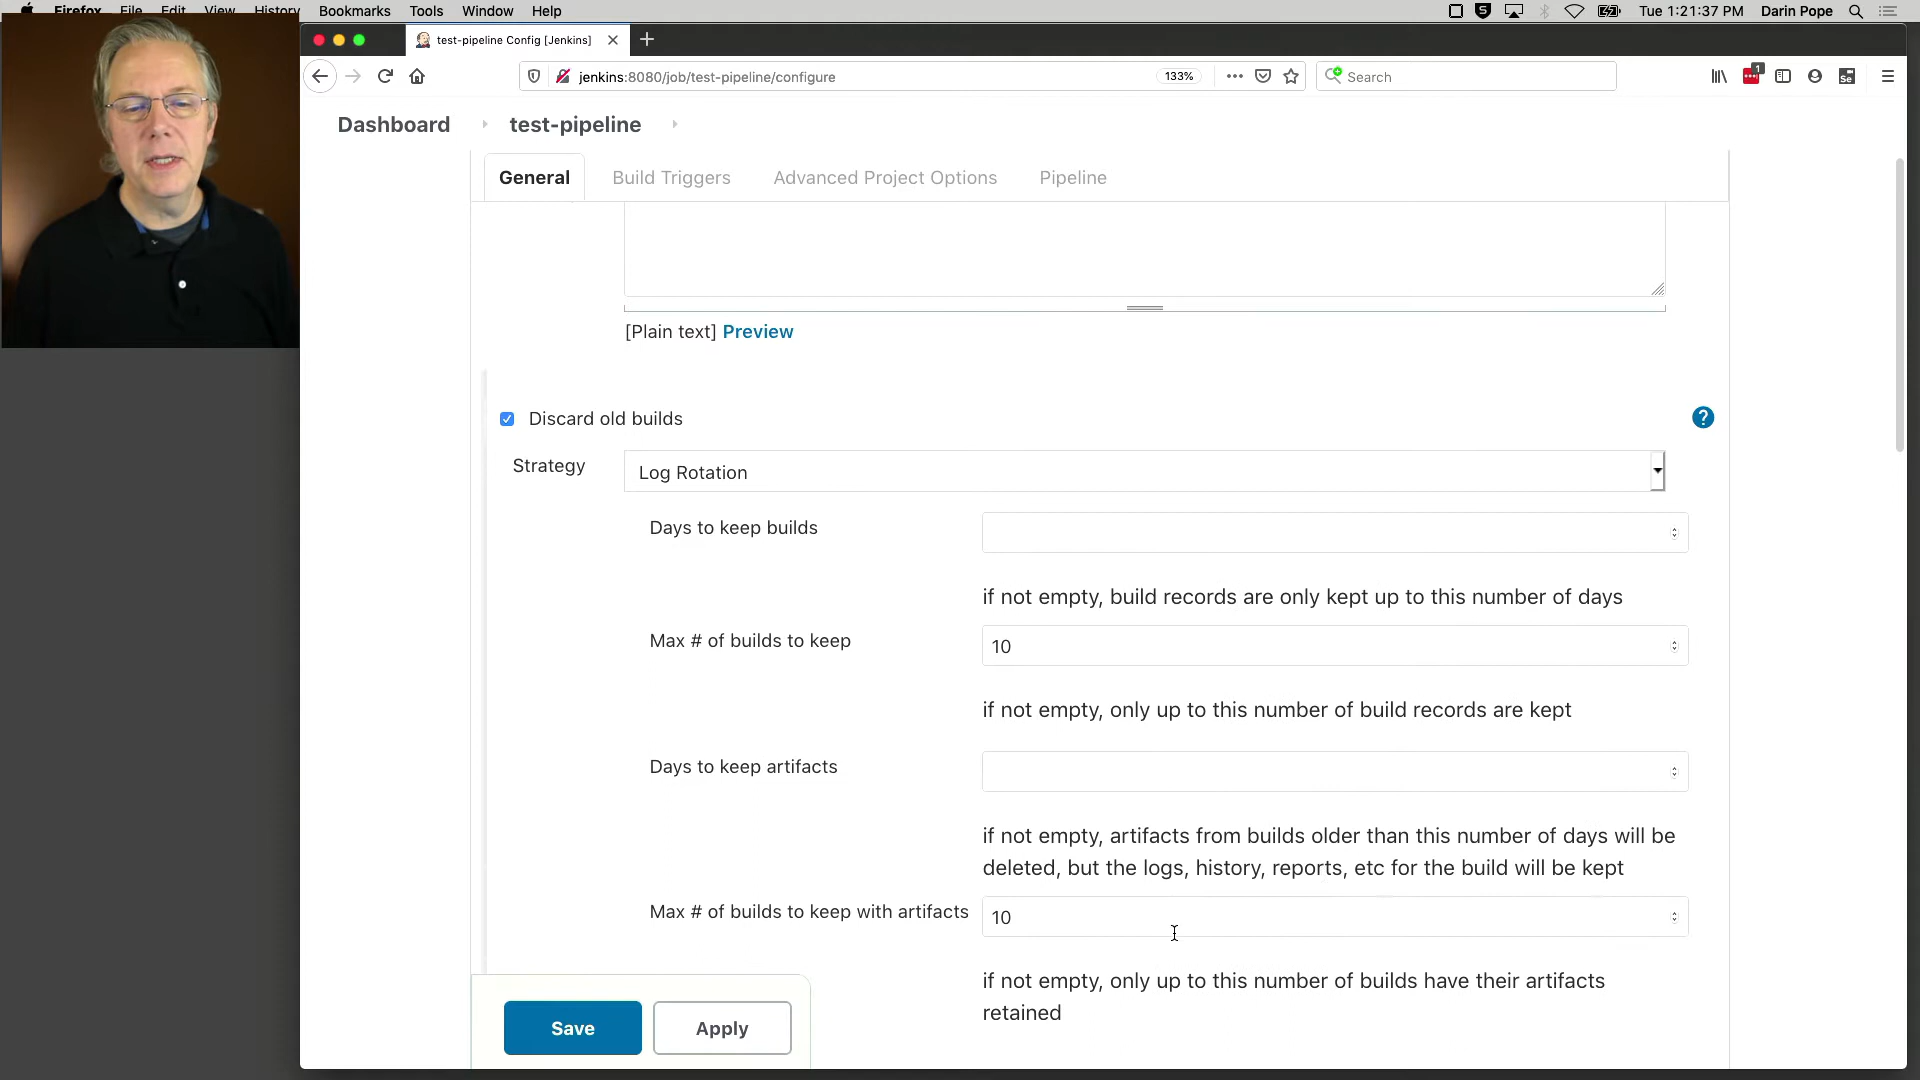 Firefox File Edit View History Bookmarks Tools Window Help
Tue 1:21:37 PM Darin Pope
test-pipeline Config [Jenkins]
jenkins:8080/job/test-pipeline/configure 133% Search 1 Se
Dashboard test-pipeline
General Build Triggers Advanced Project Options Pipeline
[Plain text] Preview
Discard old builds ?
Strategy Log Rotation
Days to keep builds
if not empty, build records are only kept up to this number of days
Max # of builds to keep 10
if not empty, only up to this number of build records are kept
Days to keep artifacts
if not empty, artifacts from builds older than this number of days will be
deleted, but the logs, history, reports, etc for the build will be kept
Max # of builds to keep with artifacts 10
if not empty, only up to this number of builds have their artifacts
retained
Save Apply